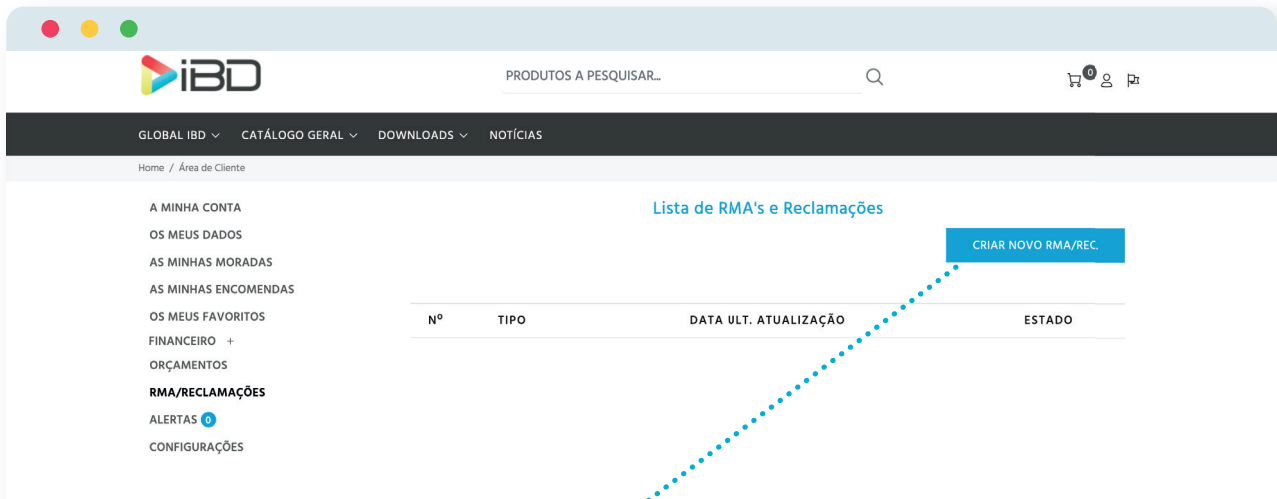 iBD
PRODUTOS A PESQUISAR...
0
GLOBAL IBD CATÁLOGO GERAL DOWNLOADS NOTÍCIAS
Home / Área de Cliente
A MINHA CONTA
OS MEUS DADOS
AS MINHAS MORADAS
AS MINHAS ENCOMENDAS
OS MEUS FAVORITOS
FINANCEIRO +
ORÇAMENTOS
RMA/RECLAMAÇÕES
ALERTAS 0
CONFIGURAÇÕES
Lista de RMA's e Reclamações
CRIAR NOVO RMA/REC.
Nº TIPO DATA ULT. ATUALIZAÇÃO ESTADO